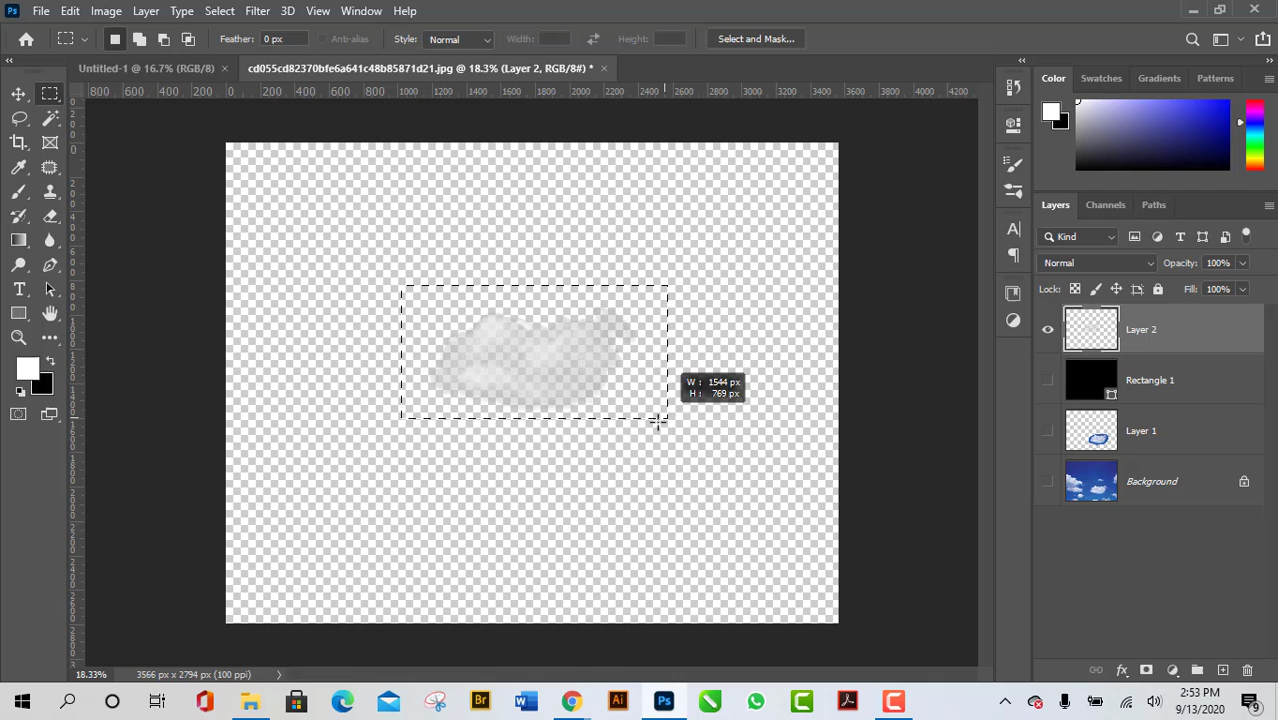 Ps File Edit Image Layer Type Select Filter 3D View Window Help
Feather: 0 px Anti-alias Style: Normal Width: Height: Select and Mask...
Untitled-1 @ 16.7% (RGB/8) × cd055cd82370bfe6a641c48b85871d21.jpg @ 18.3% (Layer 2, RGB/8#) * ×
800 600 400 200 0 200 400 600 800 1000 1200 1400 1600 1800 2000 2200 2400 2600 2800 3000 3200 3400 3600 3800 4000 4200
Color Swatches Gradients Patterns
Layers Channels Paths
Kind
Normal Opacity: 100%
Lock: Fill: 100%
Layer 2
Rectangle 1
Layer 1
Background
W: 1544 px
H: 769 px
18.33% 3566 px x 2794 px (100 ppi)
Br W Ai Ps
2:53 PM
9/13/2020
9